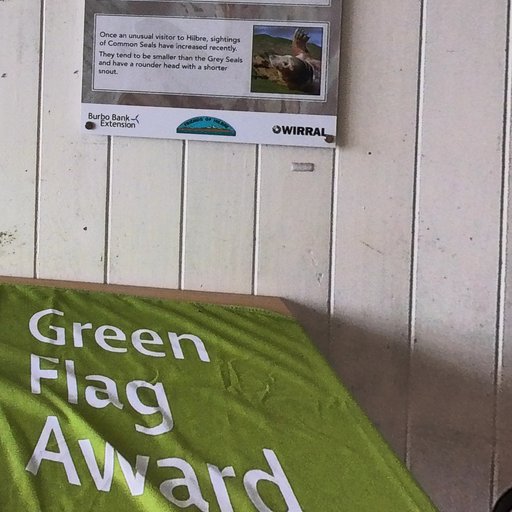 Once an unusual visitor to Hilbre, sightings
of Common Seals have increased recently.
They tend to be smaller than the Grey Seals
and have a rounder head with a shorter
snout.
Burbo Bank
Extension
WIRRAL
Green
Flag
Award